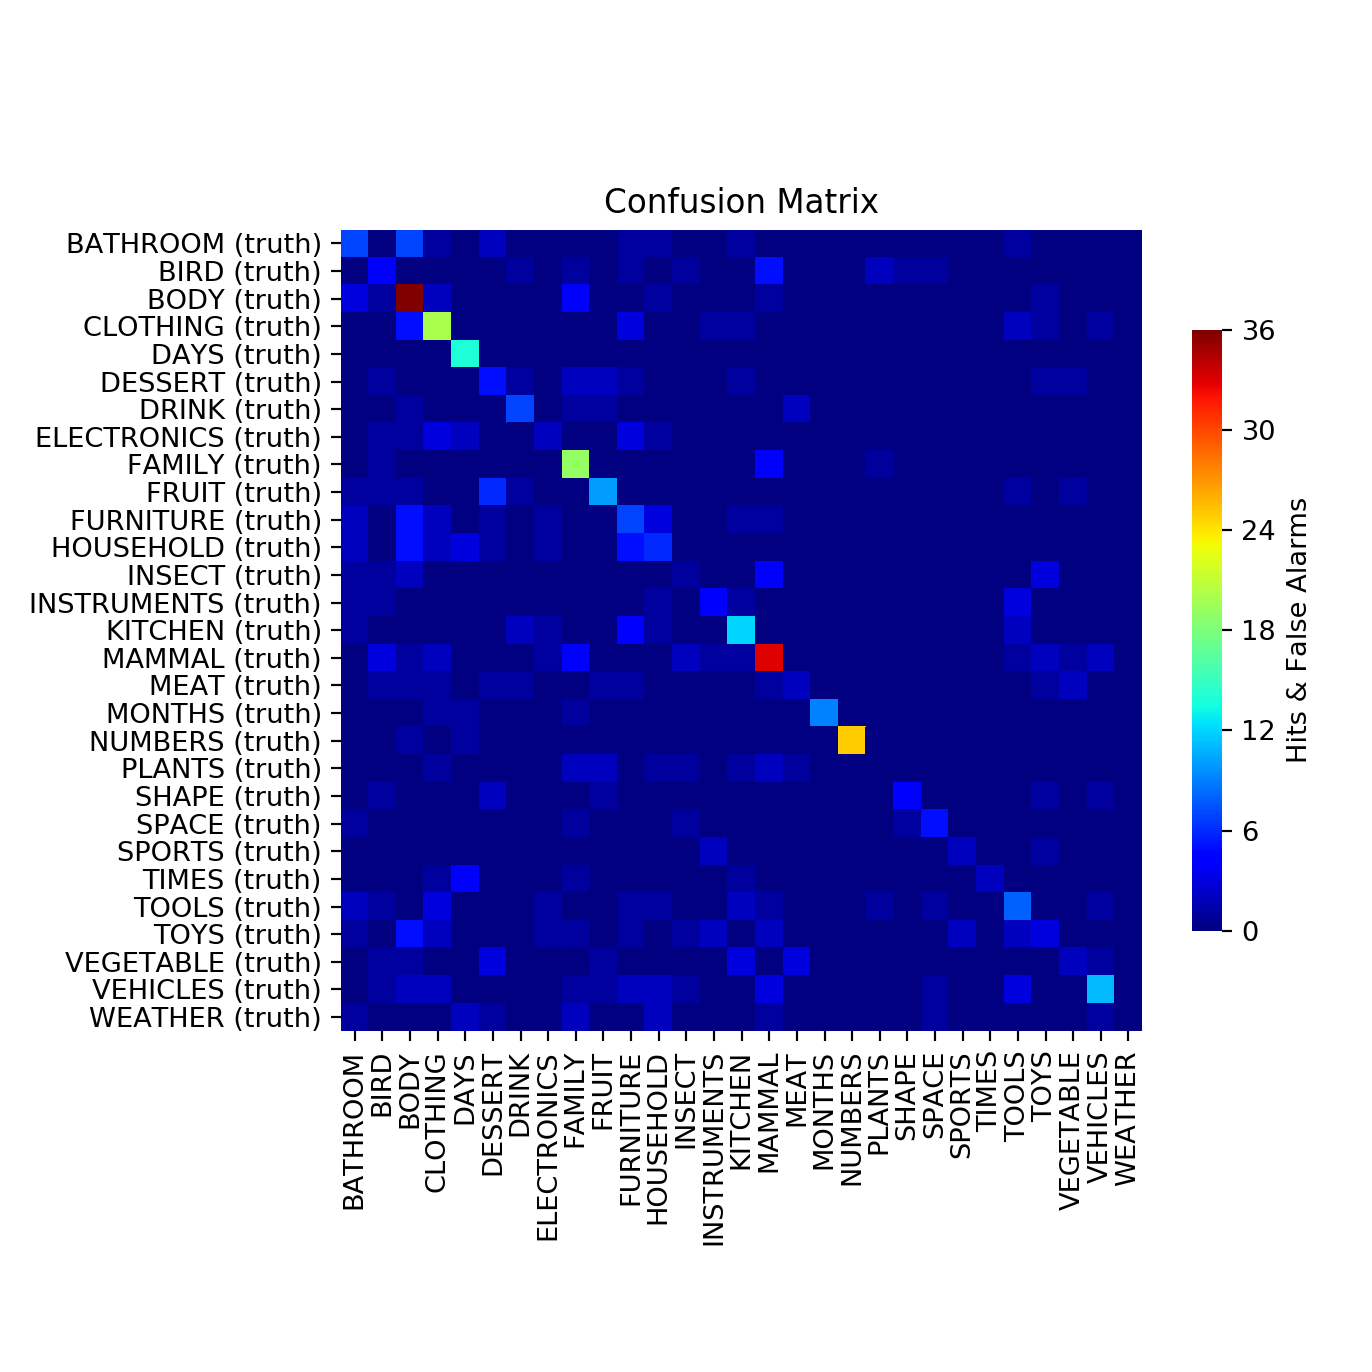 Confusion Matrix
BATHROOM (truth)
BIRD (truth)
BODY (truth)
CLOTHING (truth)
DAYS (truth)
DESSERT (truth)
DRINK (truth)
ELECTRONICS (truth)
FAMILY (truth)
FRUIT (truth)
FURNITURE (truth)
HOUSEHOLD (truth)
INSECT (truth)
INSTRUMENTS (truth)
KITCHEN (truth)
MAMMAL (truth)
MEAT (truth)
MONTHS (truth)
NUMBERS (truth)
PLANTS (truth)
SHAPE (truth)
SPACE (truth)
SPORTS (truth)
TIMES (truth)
TOOLS (truth)
TOYS (truth)
VEGETABLE (truth)
VEHICLES (truth)
WEATHER (truth)
BATHROOM
BIRD
BODY
CLOTHING
DAYS
DESSERT
DRINK
ELECTRONICS
FAMILY
FRUIT
FURNITURE
HOUSEHOLD
INSECT
INSTRUMENTS
KITCHEN
MAMMAL
MEAT
MONTHS
NUMBERS
PLANTS
SHAPE
SPACE
SPORTS
TIMES
TOOLS
TOYS
VEGETABLE
VEHICLES
WEATHER
36
30
24
18
12
6
0
Hits & False Alarms